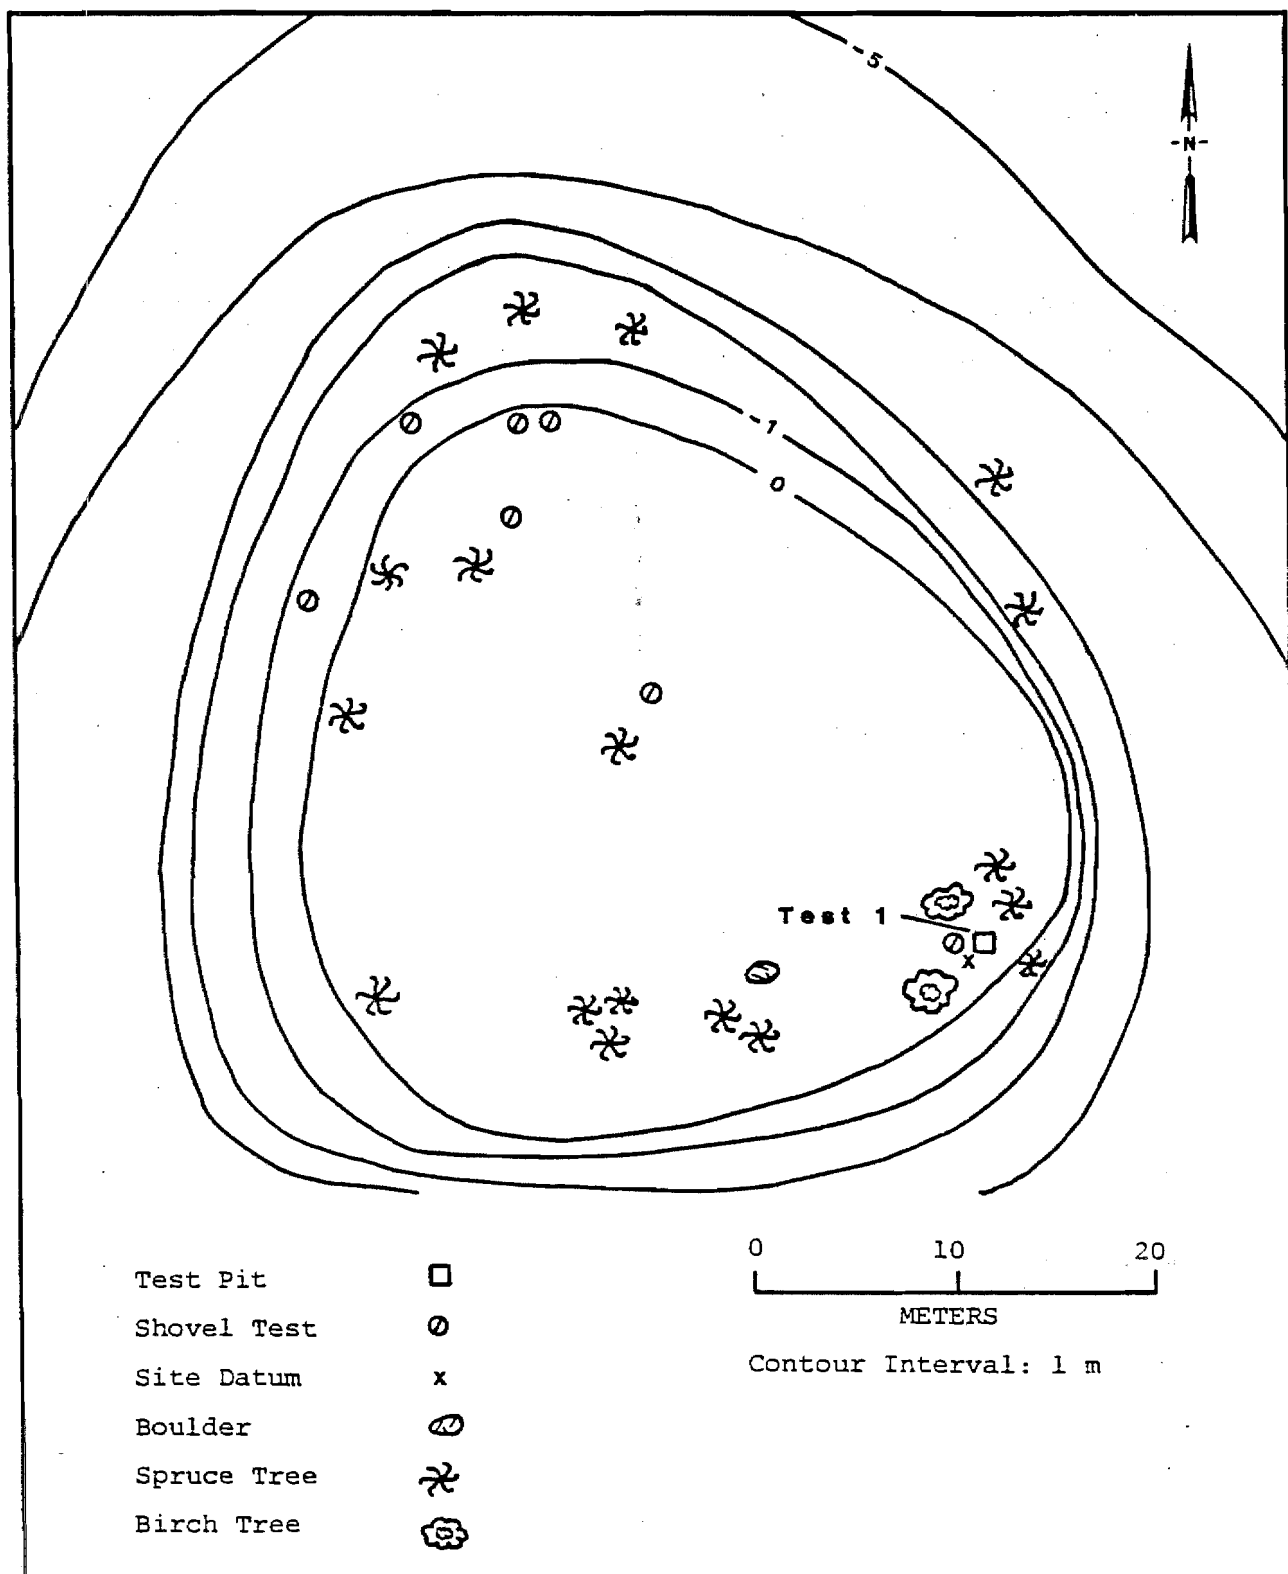 -5
-N-
-1
0
Test 1
x
0 10 20
METERS
Contour Interval: 1 m
Test Pit
Shovel Test
Site Datum x
Boulder
Spruce Tree
Birch Tree